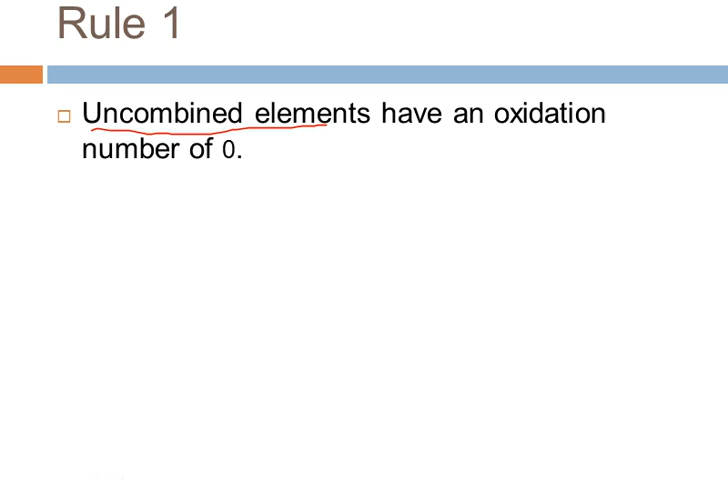 Rule 1
Uncombined elements have an oxidation
number of 0.